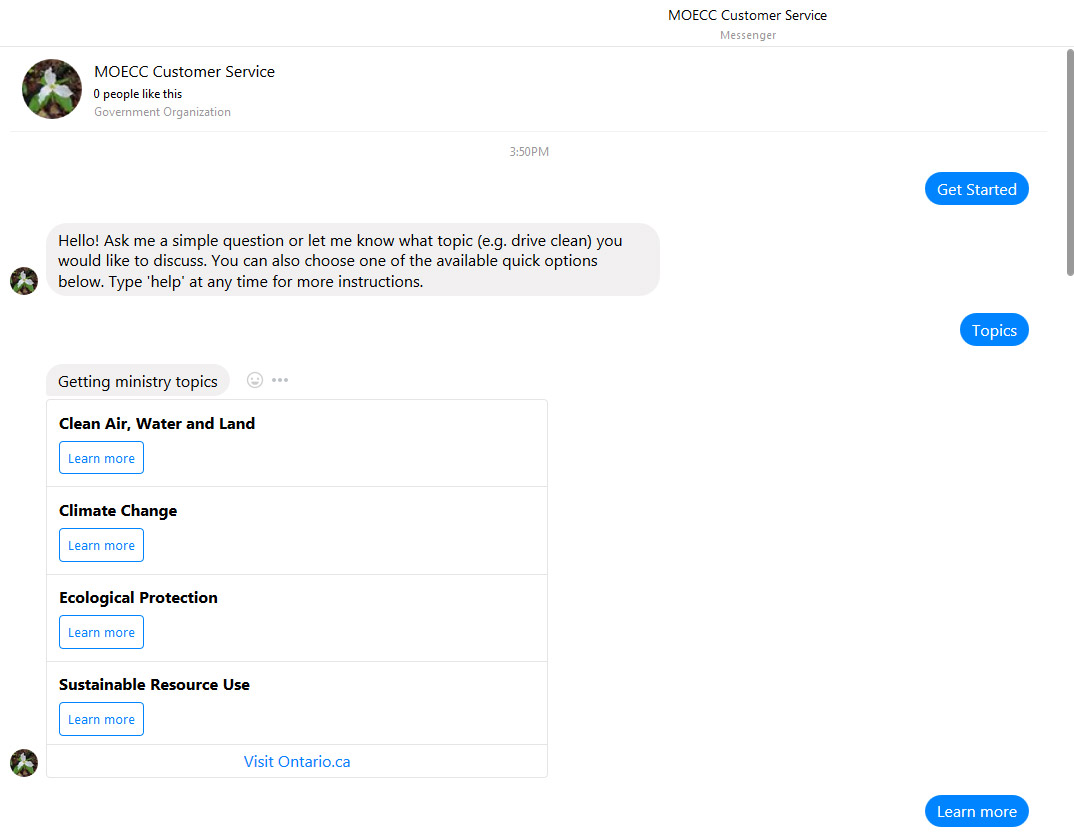 MOECC Customer Service
Messenger
MOECC Customer Service
0 people like this
Government Organization
3:50PM
Get Started
Hello! Ask me a simple question or let me know what topic (e.g. drive clean) you
would like to discuss. You can also choose one of the available quick options
below. Type 'help' at any time for more instructions.
Topics
Getting ministry topics
Clean Air, Water and Land
Learn more
Climate Change
Learn more
Ecological Protection
Learn more
Sustainable Resource Use
Learn more
Visit Ontario.ca
Learn more